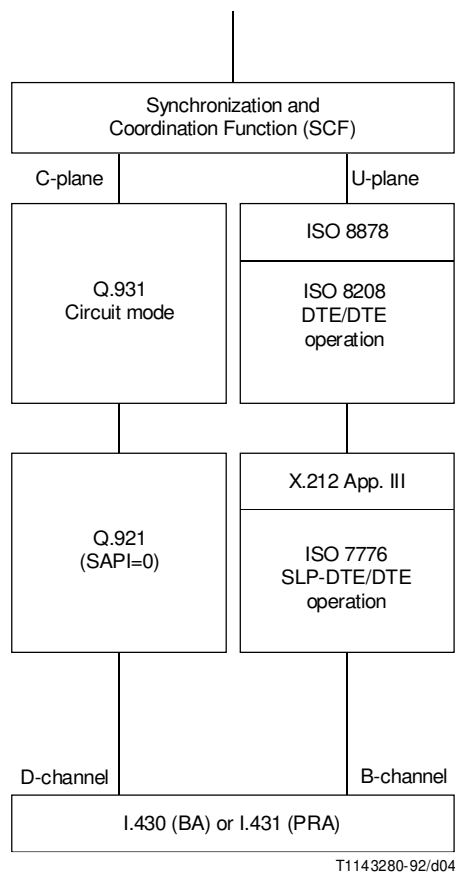 Synchronization and
Coordination Function (SCF)
C-plane
U-plane
Q.931
Circuit mode
ISO 8878
ISO 8208
DTE/DTE
operation
Q.921
(SAPI=0)
X.212 App. III
ISO 7776
SLP-DTE/DTE
operation
D-channel
B-channel
I.430 (BA) or I.431 (PRA)
T1143280-92/d04